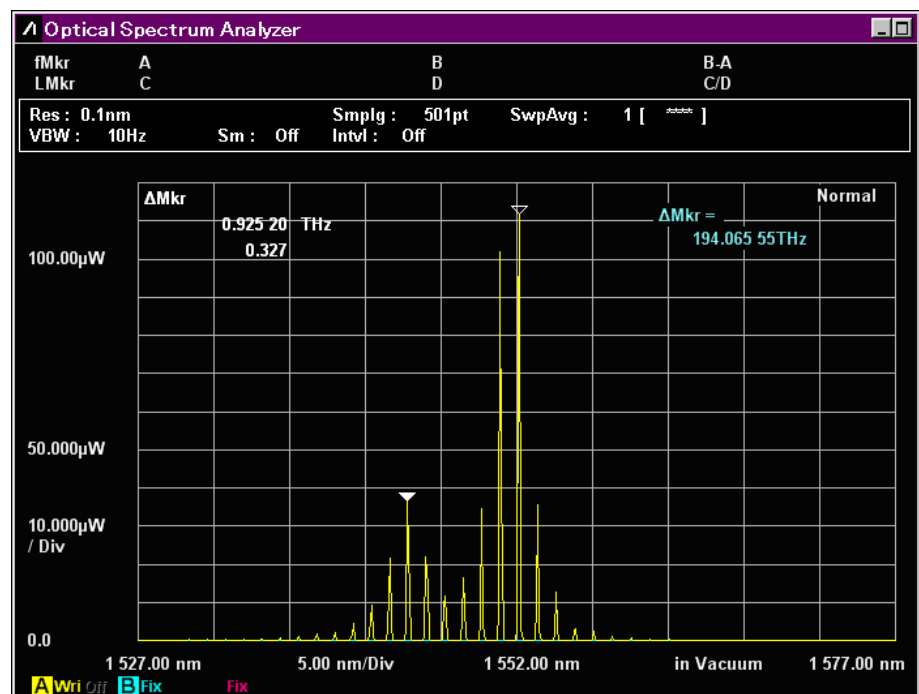 Optical Spectrum Analyzer
fMkr A B B-A
LMkr C D C/D
Res : 0.1nm Smplg : 501pt SwpAvg : 1 [ **** ]
VBW : 10Hz Sm : Off Intvl : Off
ΔMkr Normal
0.925 20 THz ΔMkr =
0.327 194.065 55THz
100.00µW
50.000µW
10.000µW
/ Div
0.0
1 527.00 nm 5.00 nm/Div 1 552.00 nm in Vacuum 1 577.00 nm
A Wri Off B Fix Fix